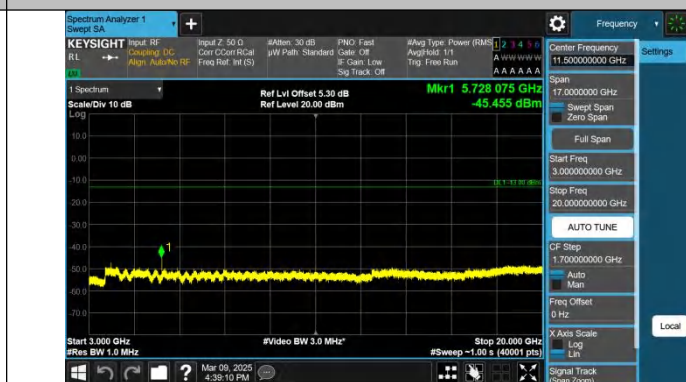 Spectrum Analyzer 1
Swept SA
Frequency
KEYSIGHT
RL
Input: RF
Coupling: DC
Align: Auto/No RF
Input Z: 50 Ω
Corr CCorr RCal
Freq Ref: Int (S)
#Atten: 30 dB
µW Path: Standard
PNO: Fast
Gate: Off
IF Gain: Low
Sig Track: Off
#Avg Type: Power (RMS)
Avg|Hold: 1/1
Trig: Free Run
1 2 3 4 5 6
A W W W W W
A A A A A A
1 Spectrum
Scale/Div 10 dB
Log
Ref Lvl Offset 5.30 dB
Ref Level 20.00 dBm
Mkr1 5.728 075 GHz
-45.455 dBm
10.0
0.00
-10.0
-20.0
-30.0
-40.0
-50.0
-60.0
-70.0
DL1 -13.00 dBm
1
Start 3.000 GHz
#Res BW 1.0 MHz
#Video BW 3.0 MHz*
Stop 20.000 GHz
#Sweep ~1.00 s (40001 pts)
Mar 09, 2025
4:39:10 PM
Center Frequency
11.500000000 GHz
Span
17.0000000 GHz
Swept Span
Zero Span
Full Span
Start Freq
3.000000000 GHz
Stop Freq
20.000000000 GHz
AUTO TUNE
CF Step
1.700000000 GHz
Auto
Man
Freq Offset
0 Hz
X Axis Scale
Log
Lin
Signal Track
(Span Zoom)
Settings
Local